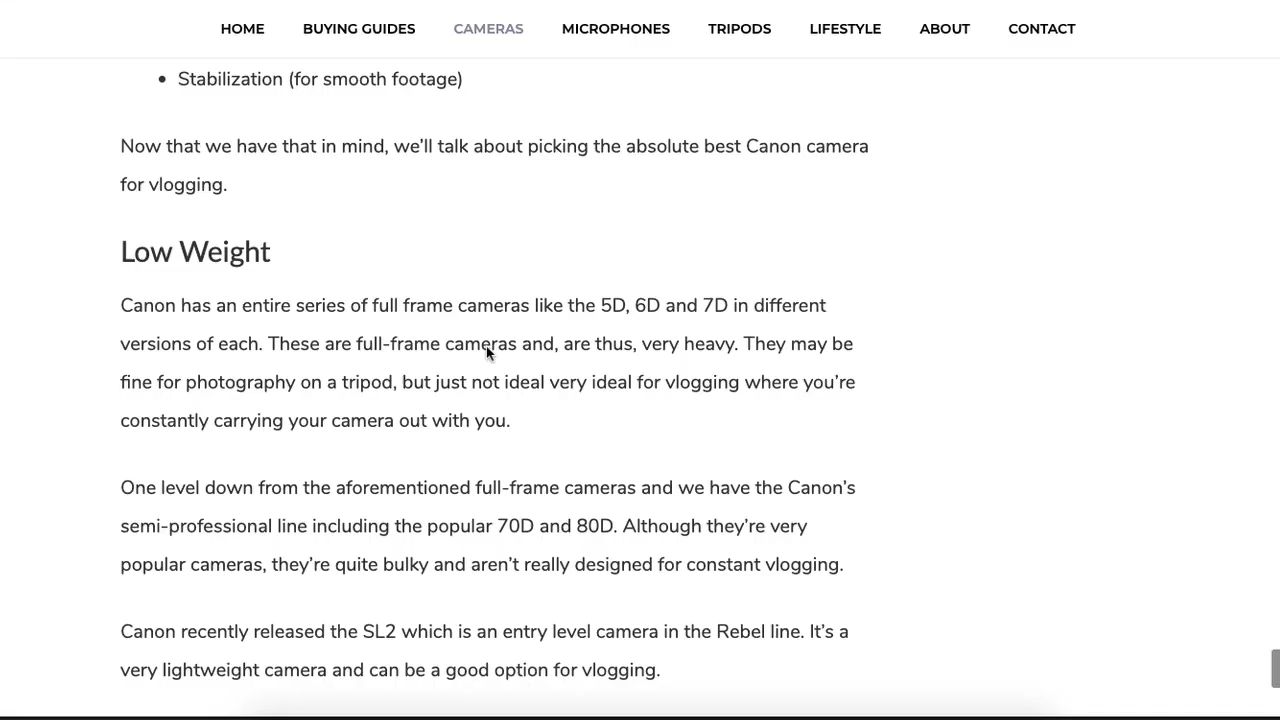 HOME BUYING GUIDES CAMERAS MICROPHONES TRIPODS LIFESTYLE ABOUT CONTACT
• Stabilization (for smooth footage)
Now that we have that in mind, we'll talk about picking the absolute best Canon camera
for vlogging.
Low Weight
Canon has an entire series of full frame cameras like the 5D, 6D and 7D in different
versions of each. These are full-frame cameras and, are thus, very heavy. They may be
fine for photography on a tripod, but just not ideal very ideal for vlogging where you’re
constantly carrying your camera out with you.
One level down from the aforementioned full-frame cameras and we have the Canon’s
semi-professional line including the popular 70D and 80D. Although they’re very
popular cameras, they’re quite bulky and aren’t really designed for constant vlogging.
Canon recently released the SL2 which is an entry level camera in the Rebel line. It’s a
very lightweight camera and can be a good option for vlogging.